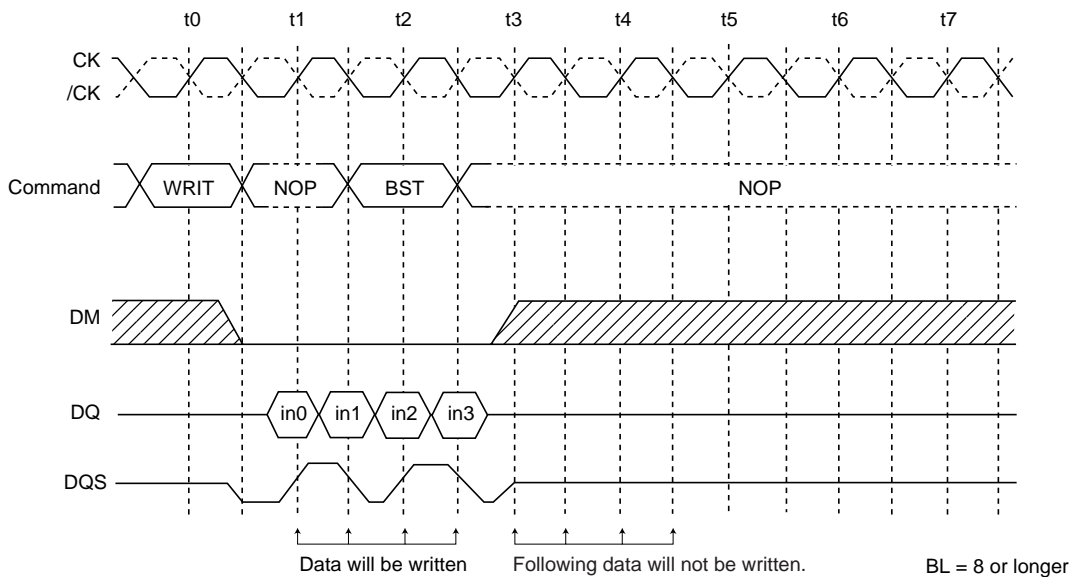 t0 t1 t2 t3 t4 t5 t6 t7
CK
/CK
Command WRIT NOP BST NOP
DM
DQ in0 in1 in2 in3
DQS
Data will be written Following data will not be written. BL = 8 or longer